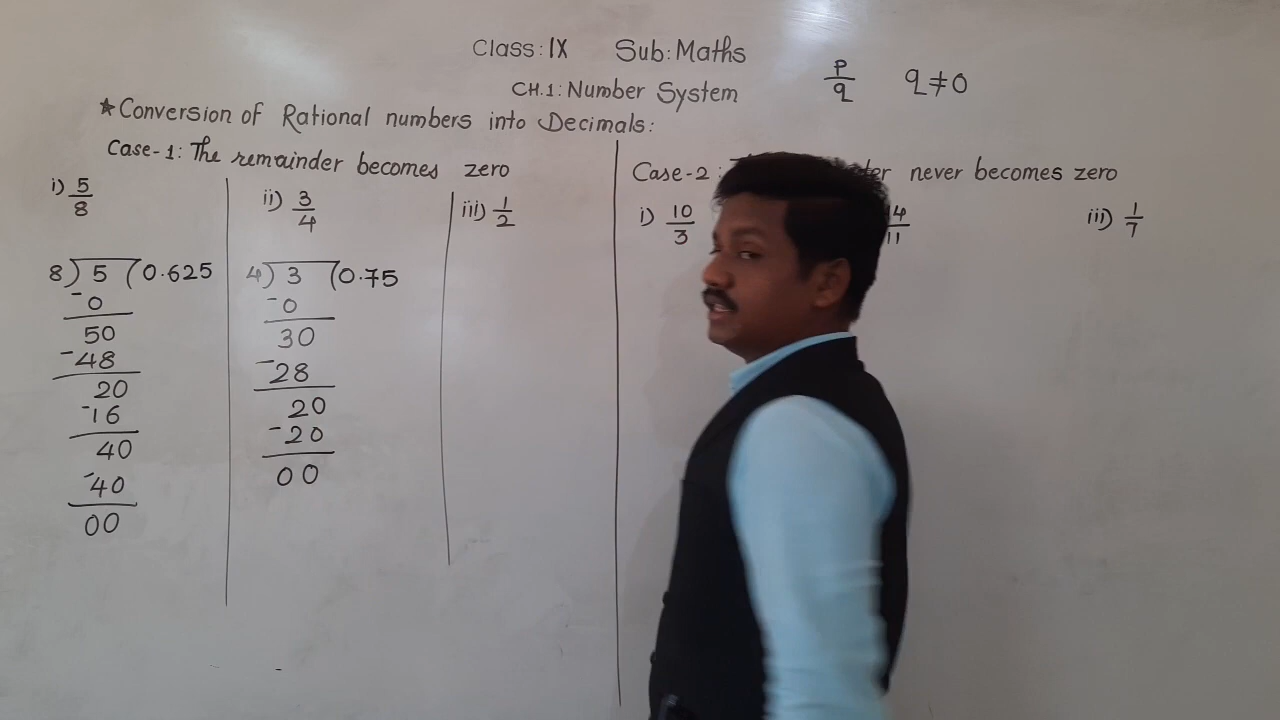 Class: IX Sub: Maths
CH.1: Number System
p/q q≠0
* Conversion of Rational numbers into Decimals:
Case-1: The remainder becomes zero
i) 5/8
8) 5 (0.625
-0
50
-48
20
-16
40
-40
00
ii) 3/4
4) 3 (0.75
-0
30
-28
20
-20
00
iii) 1/2
Case-2: never becomes zero
i) 10/3
4/11
iii) 1/7